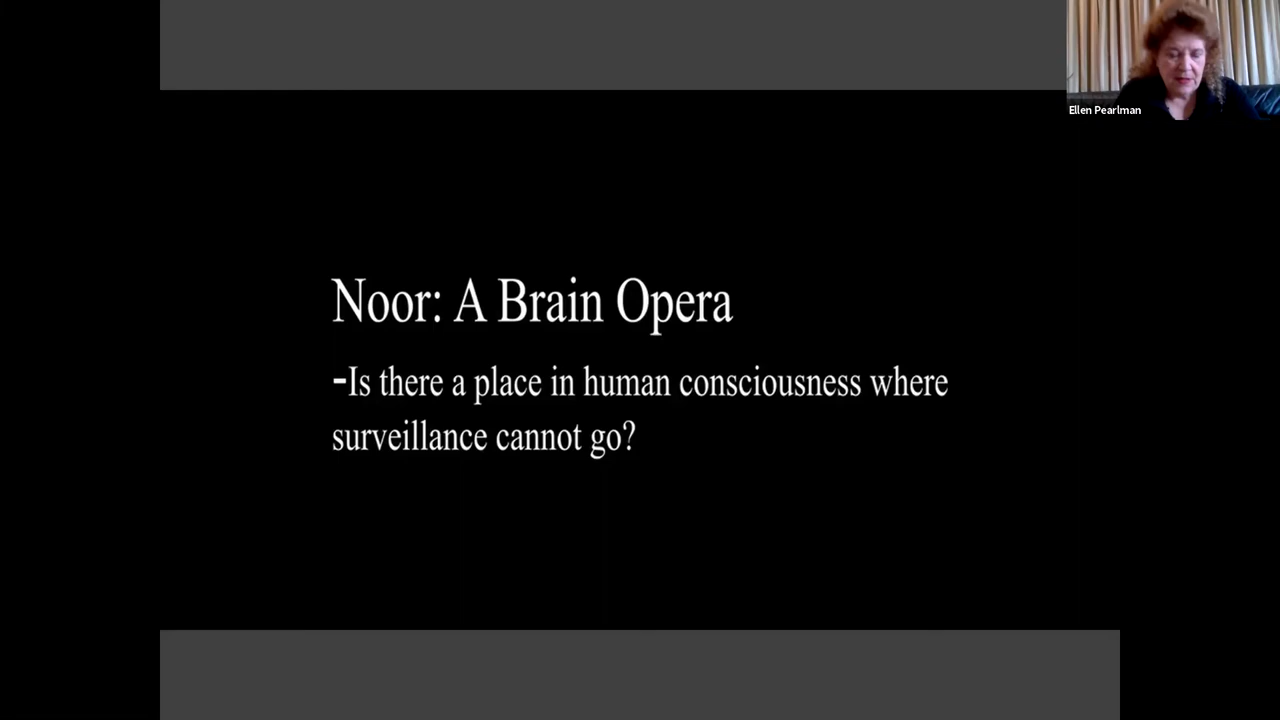 Ellen Pearlman
Noor: A Brain Opera
-Is there a place in human consciousness where
surveillance cannot go?